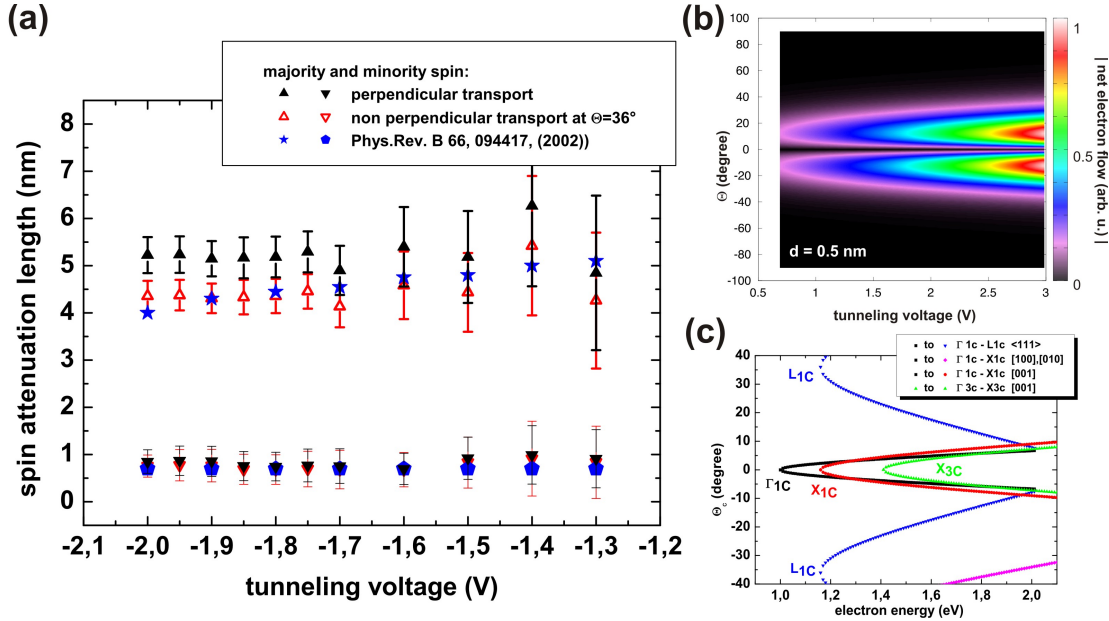 (a)
majority and minority spin:
perpendicular transport
non perpendicular transport at Θ=36°
Phys.Rev. B 66, 094417, (2002))
spin attenuation length (nm)
8
7
6
5
4
3
2
1
0
-2,1 -2,0 -1,9 -1,8 -1,7 -1,6 -1,5 -1,4 -1,3 -1,2
tunneling voltage (V)
(b)
Θ (degree)
100
80
60
40
20
0
-20
-40
-60
-80
-100
d = 0.5 nm
0.5 1 1.5 2 2.5 3
tunneling voltage (V)
1
0.5
0
| net electron flow (arb. u.) |
(c)
to Γ 1c - L1c <111>
to Γ 1c - X1c [100],[010]
to Γ 1c - X1c [001]
to Γ 3c - X3c [001]
Θc (degree)
40
30
20
10
0
-10
-20
-30
-40
L1C
Γ1C
X1C
X3C
L1C
1,0 1,2 1,4 1,6 1,8 2,0
electron energy (eV)